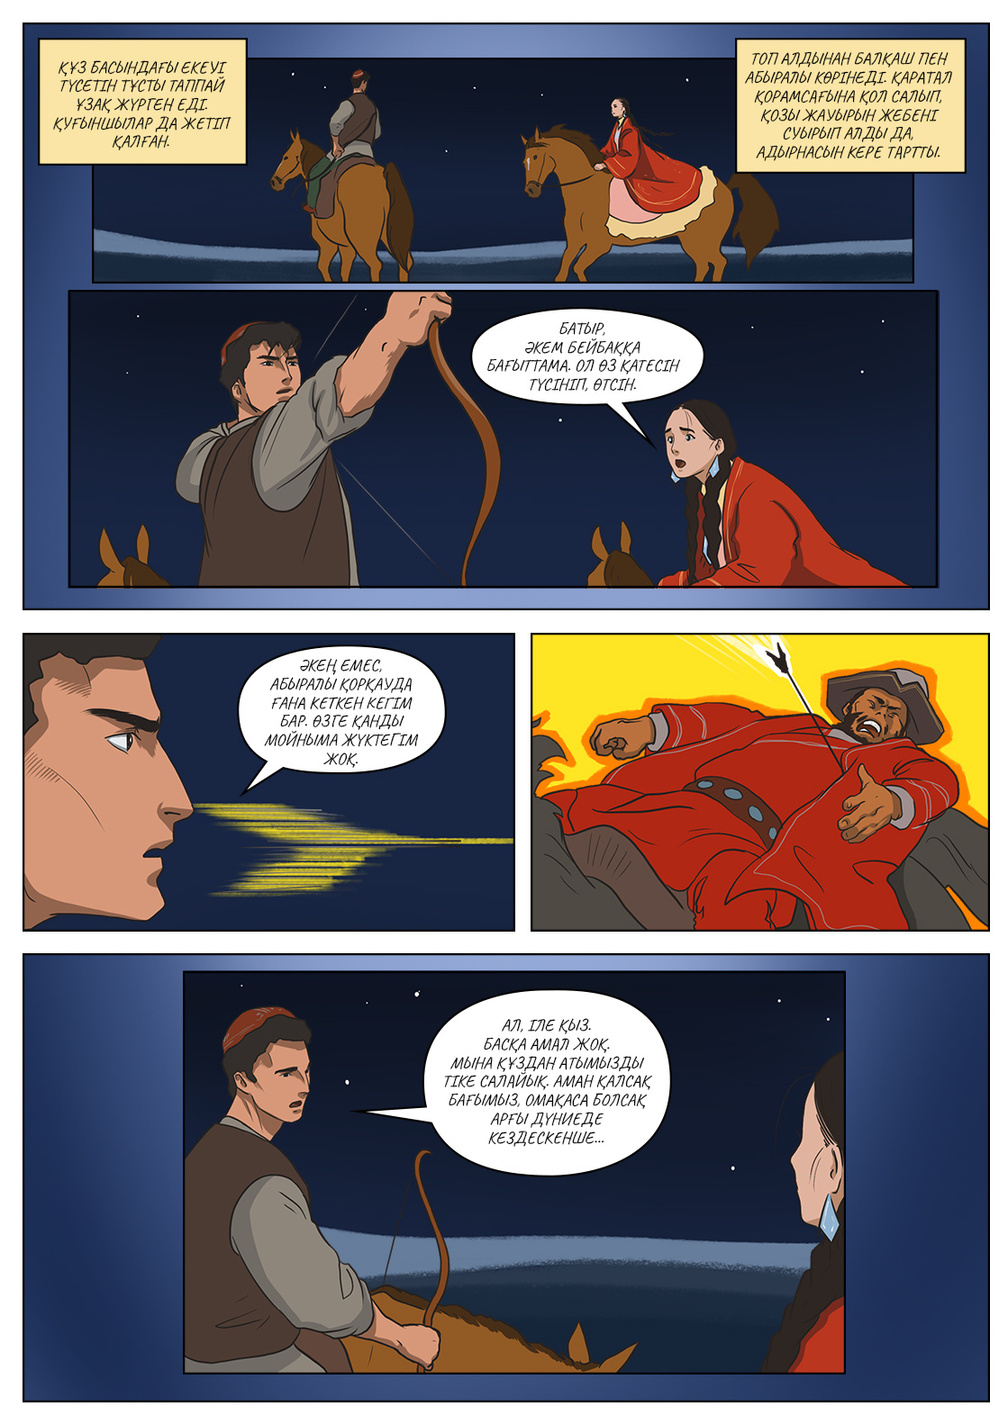 ҚҰЗ БАСЫНДАҒЫ ЕКЕУІ
ТҮСЕТІН ТҰСТЫ ТАППАЙ
ҰЗАҚ ЖҮРГЕН ЕДІ.
ҚУҒЫНШЫЛАР ДА ЖЕТІП
ҚАЛҒАН.
ТОП АЛДЫНАН БАЛҚАШ ПЕН
АБЫРАЛЫ КӨРІНЕДІ. ҚАРАТАЛ
ҚОРАМСАҒЫНА ҚОЛ САЛЫП,
ҚОЗЫ ЖАУЫРЫН ЖЕБЕНІ
СУЫРЫП АЛДЫ ДА,
АДЫРНАСЫН КЕРЕ ТАРТТЫ.
БАТЫР,
ӘКЕМ БЕЙБАҚҚА
БАҒЫТТАМА. ОЛ ӨЗ ҚАТЕСІН
ТҮСІНІП, ӨТСІН.
ӘКЕҢ ЕМЕС,
АБЫРАЛЫ ҚОРҚАУДА
ҒАНА КЕТКЕН КЕГІМ
БАР. ӨЗГЕ ҚАНДЫ
МОЙНЫМА ЖҮКТЕГІМ
ЖОҚ.
АЛ, ІЛЕ ҚЫЗ.
БАСҚА АМАЛ ЖОҚ.
МЫНА ҚҰЗДАН АТЫМЫЗДЫ
ТІКЕ САЛАЙЫҚ. АМАН ҚАЛСАҚ
БАҒЫМЫЗ, ОМАҚАСА БОЛСАҚ
АРҒЫ ДҮНИЕДЕ
КЕЗДЕСКЕНШЕ...